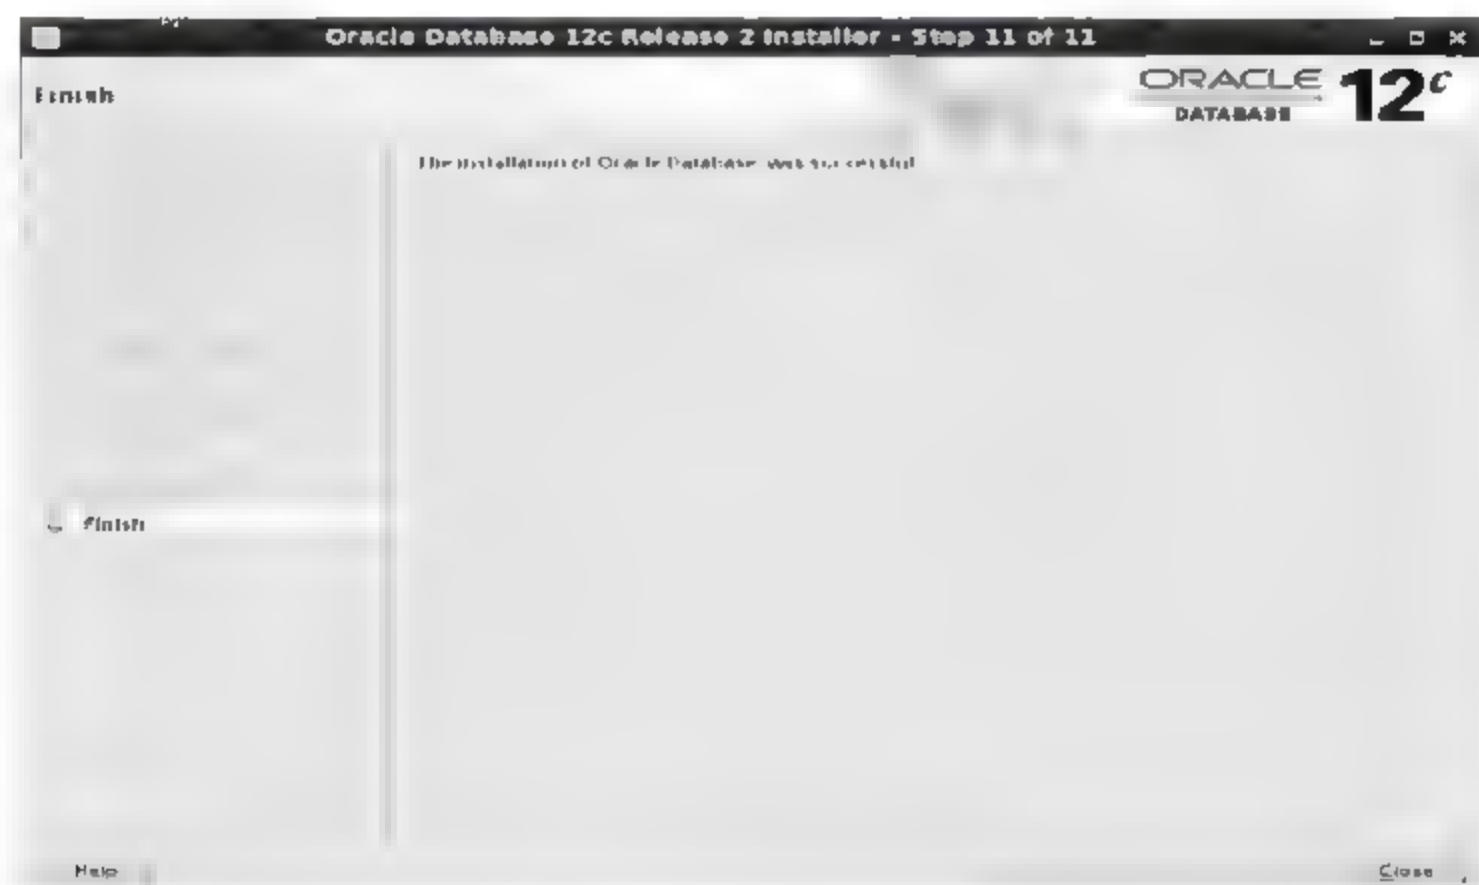 Oracle Database 12c Release 2 Installer - Step 11 of 11
Finish
ORACLE 12c
DATABASE
The installation of Oracle Database was successful
Finish
Help
Close